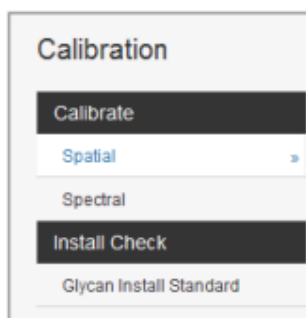 Calibration
Calibrate
Spatial »
Spectral
Install Check
Glycan Install Standard